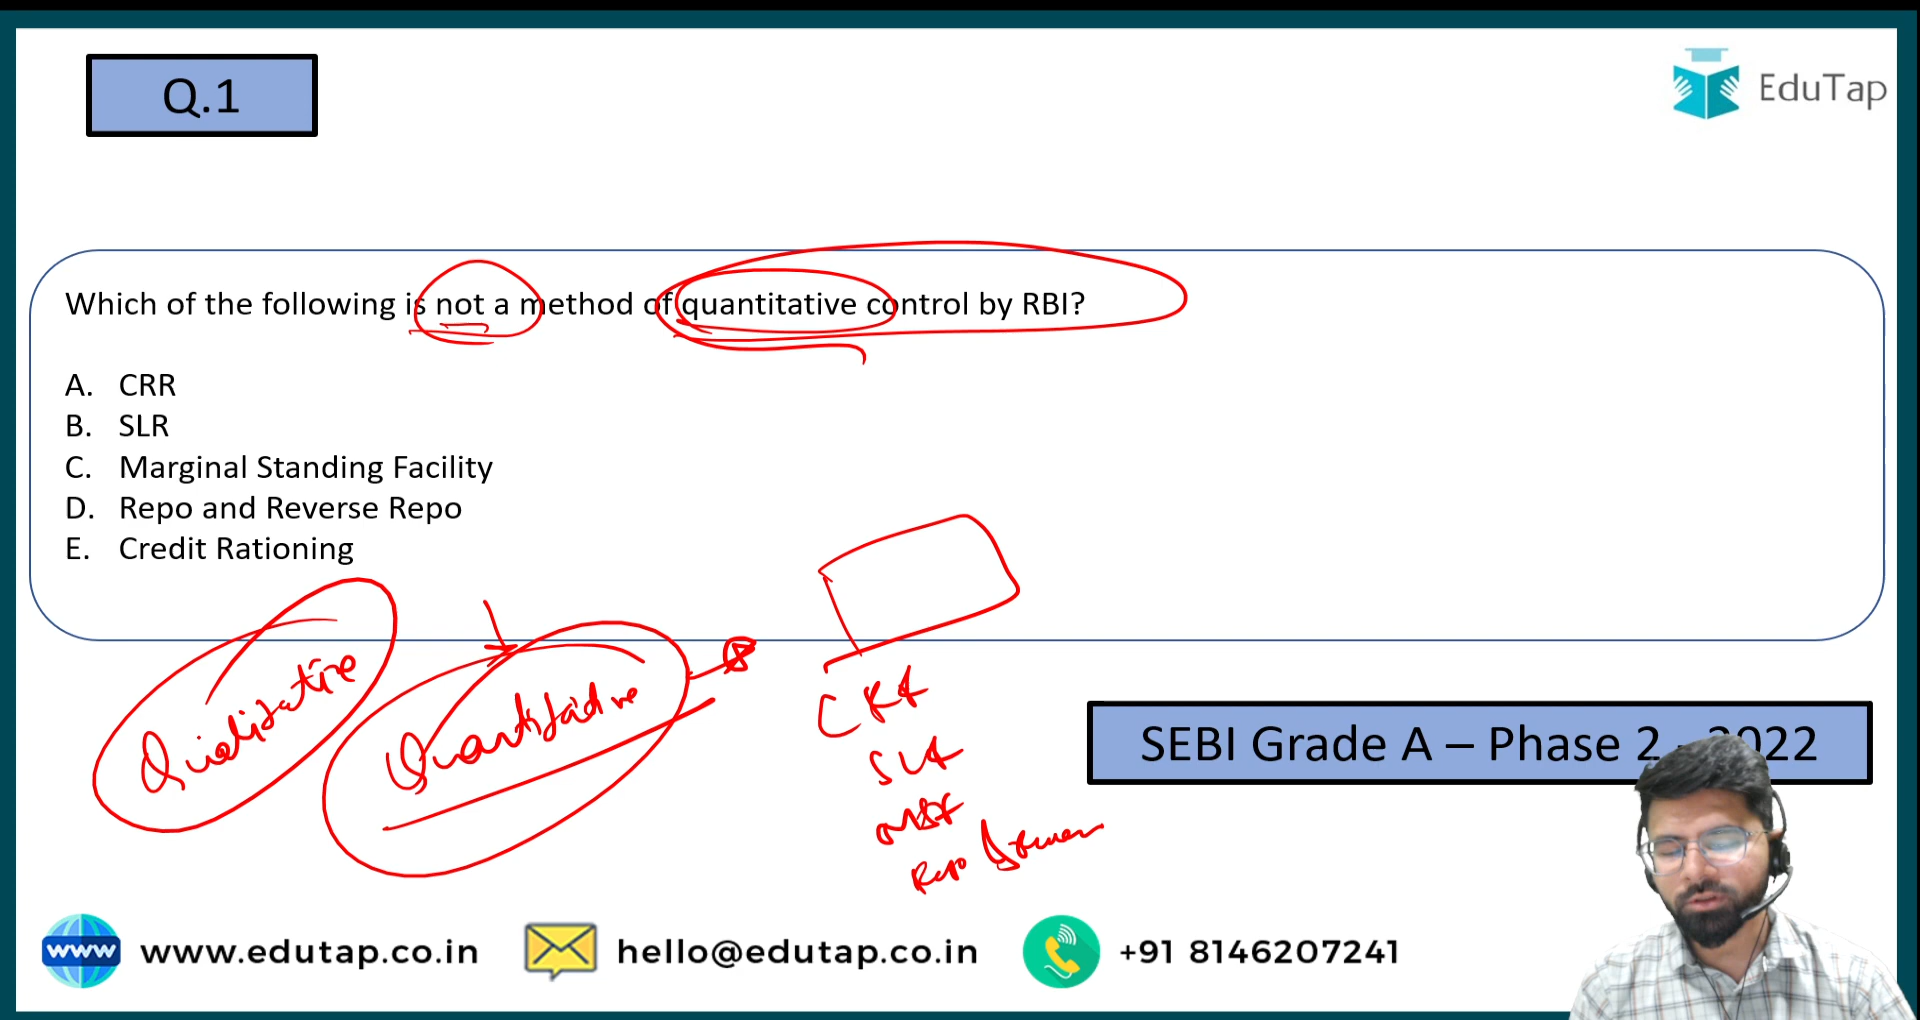 Q.1
EduTap
Which of the following is not a method of quantitative control by RBI?
A. CRR
B. SLR
C. Marginal Standing Facility
D. Repo and Reverse Repo
E. Credit Rationing
Qualitative
Quantitative
CRR
SLR
MSF
Repo & Reverse
SEBI Grade A – Phase 2 - 2022
www www.edutap.co.in hello@edutap.co.in +91 8146207241